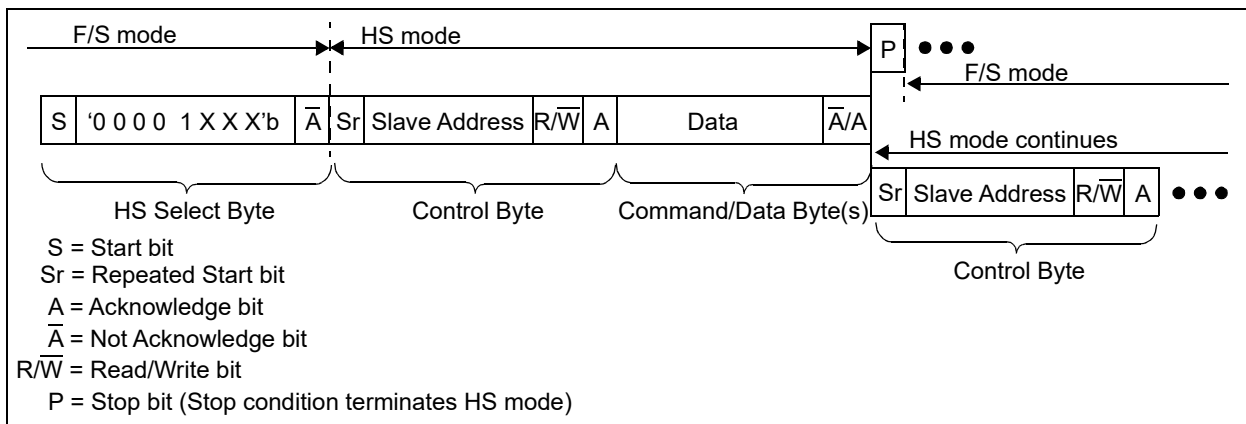 F/S mode
HS mode
P
F/S mode
S '0 0 0 0 1 X X X'b A̅ Sr Slave Address R/W̅ A Data A̅/A
HS mode continues
Sr Slave Address R/W̅ A
HS Select Byte
Control Byte
Command/Data Byte(s)
Control Byte
S = Start bit
Sr = Repeated Start bit
A = Acknowledge bit
A̅ = Not Acknowledge bit
R/W̅ = Read/Write bit
P = Stop bit (Stop condition terminates HS mode)